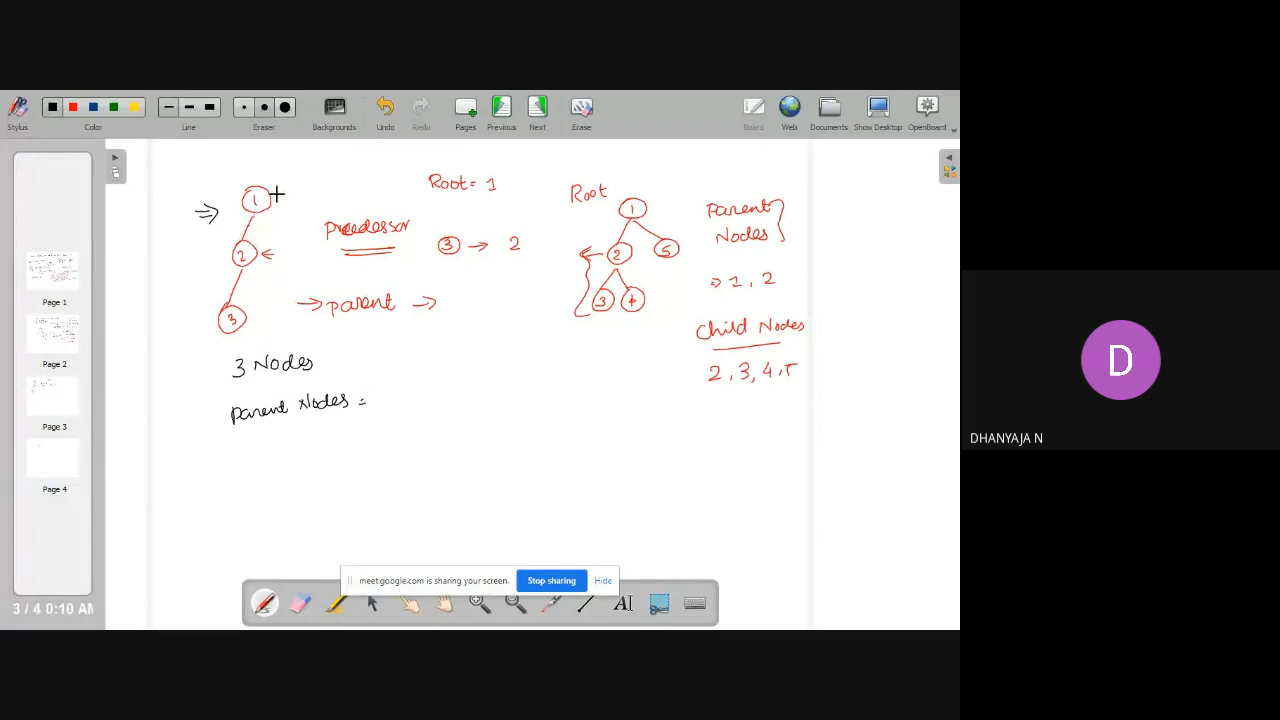 Stylus
Color
Line
Eraser
Backgrounds
Undo
Redo
Pages
Previous
Next
Erase
Board
Web
Documents
Show Desktop
OpenBoard
Page 1
Page 2
Page 3
Page 4
3 / 4 0:10 AM
1
2
3
Root = 1
Predessor
3 → 2
→ parent →
3 Nodes
Parent Nodes =
Root
1
2
5
3
4
Parent
Nodes
⇒ 1, 2
Child Nodes
2, 3, 4,
meet.google.com is sharing your screen.
Stop sharing
Hide
AI
D
DHANYAJA N